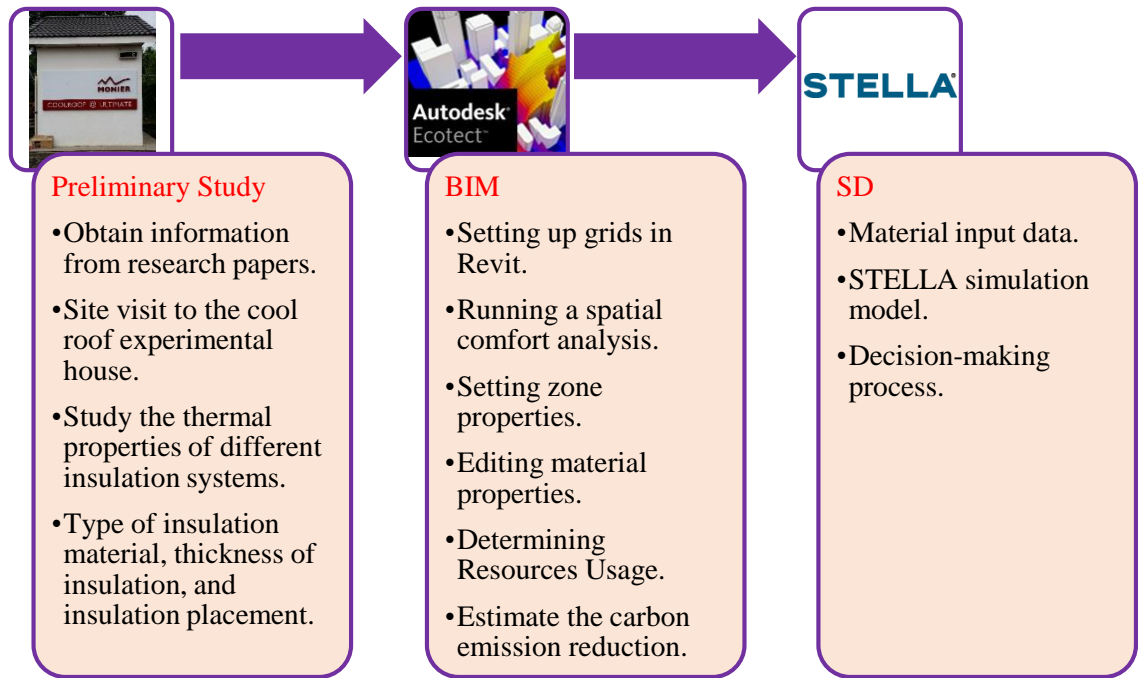 MONIER
COOLROOF @ ULTIMATE
Autodesk®
Ecotect™
STELLA®
Preliminary Study
•Obtain information
from research papers.
•Site visit to the cool
roof experimental
house.
•Study the thermal
properties of different
insulation systems.
•Type of insulation
material, thickness of
insulation, and
insulation placement.
BIM
•Setting up grids in
Revit.
•Running a spatial
comfort analysis.
•Setting zone
properties.
•Editing material
properties.
•Determining
Resources Usage.
•Estimate the carbon
emission reduction.
SD
•Material input data.
•STELLA simulation
model.
•Decision-making
process.